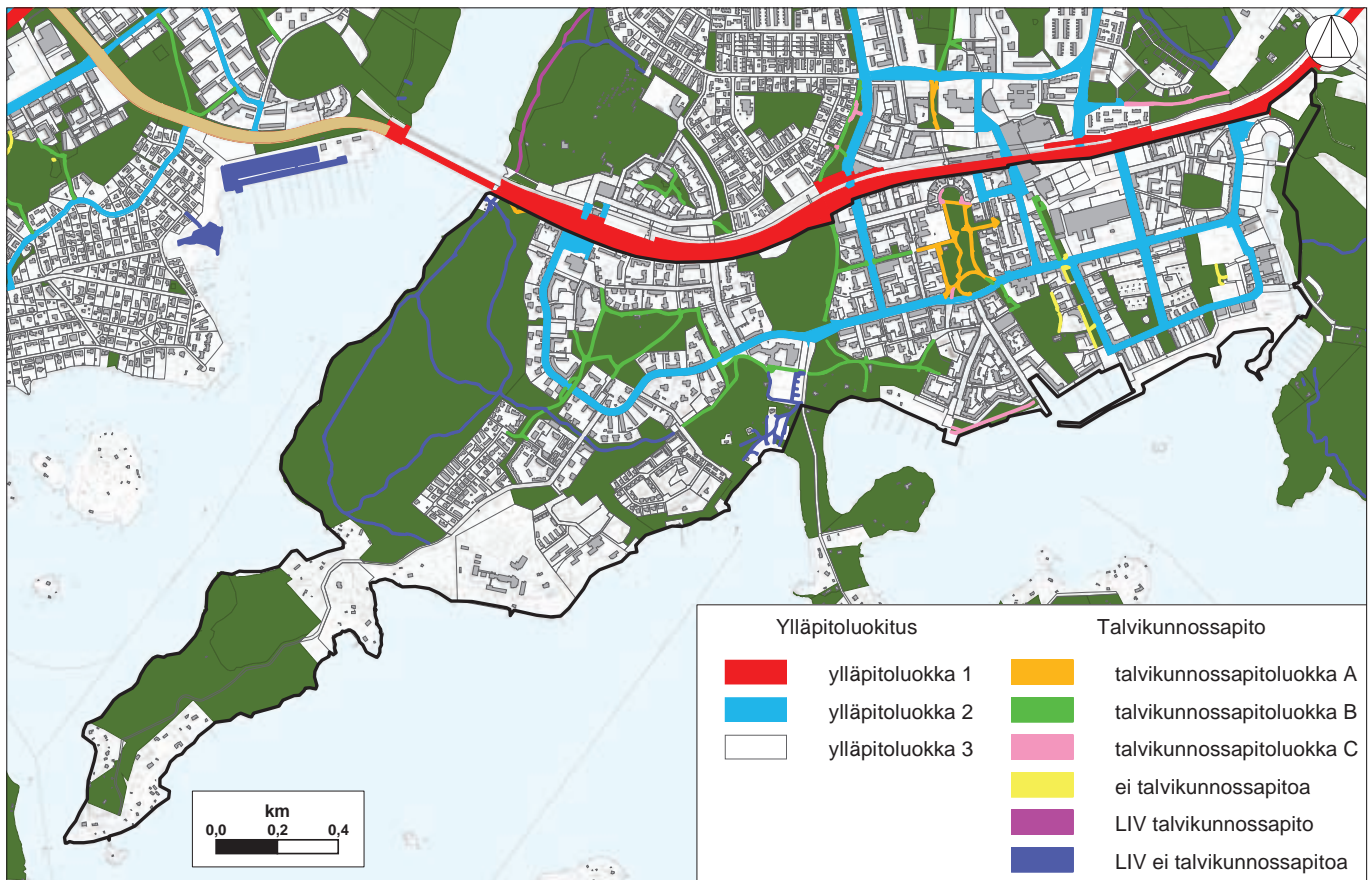 km
0,0 0,2 0,4
Ylläpitoluokitus
ylläpitoluokka 1
ylläpitoluokka 2
ylläpitoluokka 3
Talvikunnossapito
talvikunnossapitoluokka A
talvikunnossapitoluokka B
talvikunnossapitoluokka C
ei talvikunnossapitoa
LIV talvikunnossapito
LIV ei talvikunnossapitoa